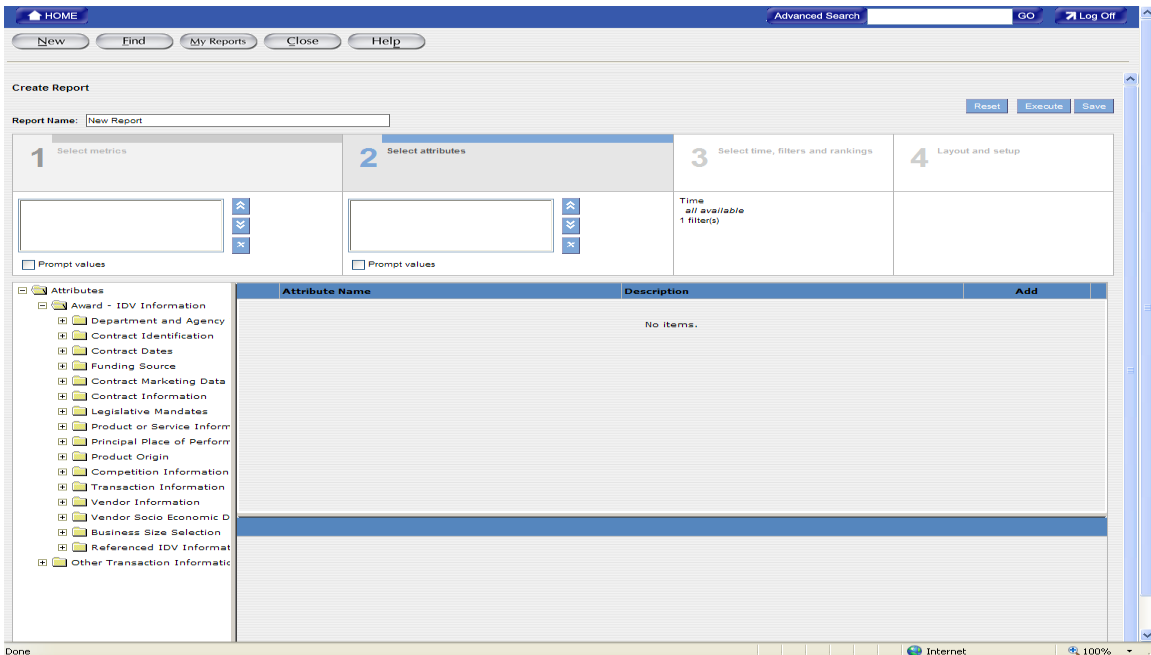 HOME Advanced Search GO Log Off
New Find My Reports Close Help
Create Report
Reset Execute Save
Report Name: New Report
1 Select metrics 2 Select attributes 3 Select time, filters and rankings 4 Layout and setup
Time
all available
1 filter(s)
Prompt values Prompt values
Attributes Attribute Name Description Add
Award - IDV Information
Department and Agency No items.
Contract Identification
Contract Dates
Funding Source
Contract Marketing Data
Contract Information
Legislative Mandates
Product or Service Inform
Principal Place of Perform
Product Origin
Competition Information
Transaction Information
Vendor Information
Vendor Socio Economic D
Business Size Selection
Referenced IDV Informat
Other Transaction Informatic
Done Internet 100%